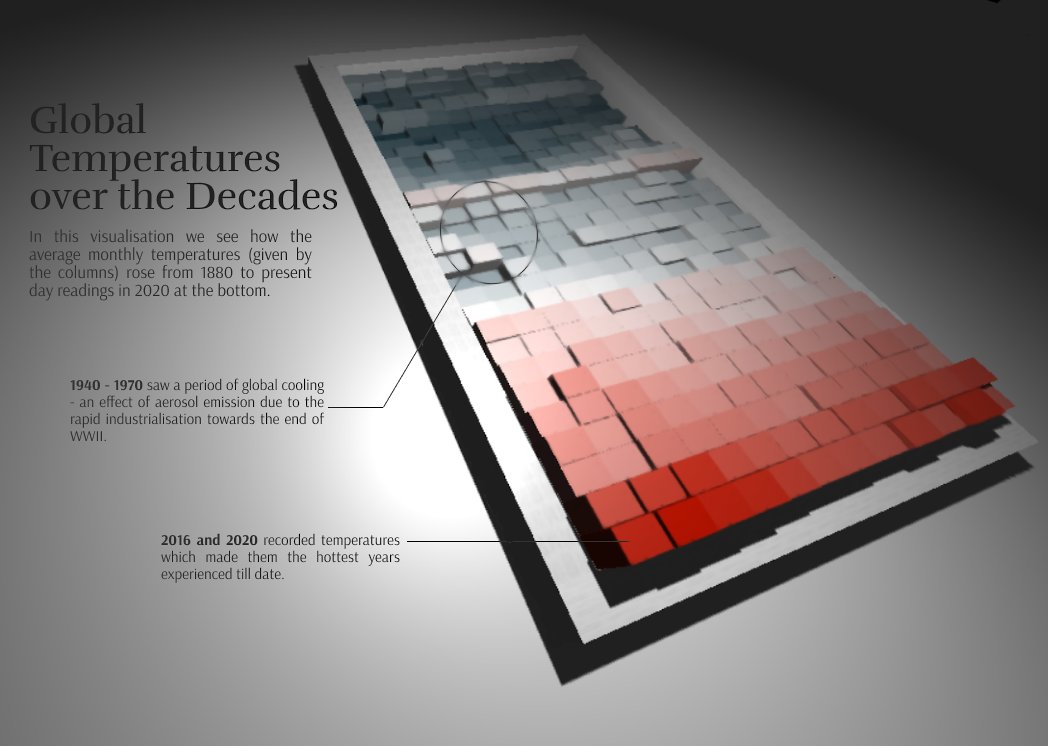 Global
Temperatures
over the Decades
In this visualisation we see how the
average monthly temperatures (given by
the columns) rose from 1880 to present
day readings in 2020 at the bottom.
1940 - 1970 saw a period of global cooling
- an effect of aerosol emission due to the
rapid industrialisation towards the end of
WWII.
2016 and 2020 recorded temperatures
which made them the hottest years
experienced till date.